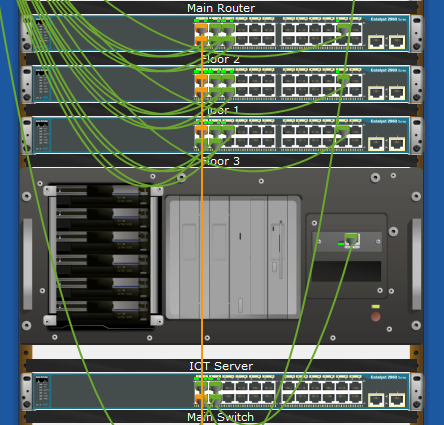 Main Router
Catalyst 2960 Series
Floor 2
Catalyst 2960 Series
Floor 1
Catalyst 2960 Series
Floor 3
ICT Server
Catalyst 2960 Series
Main Switch